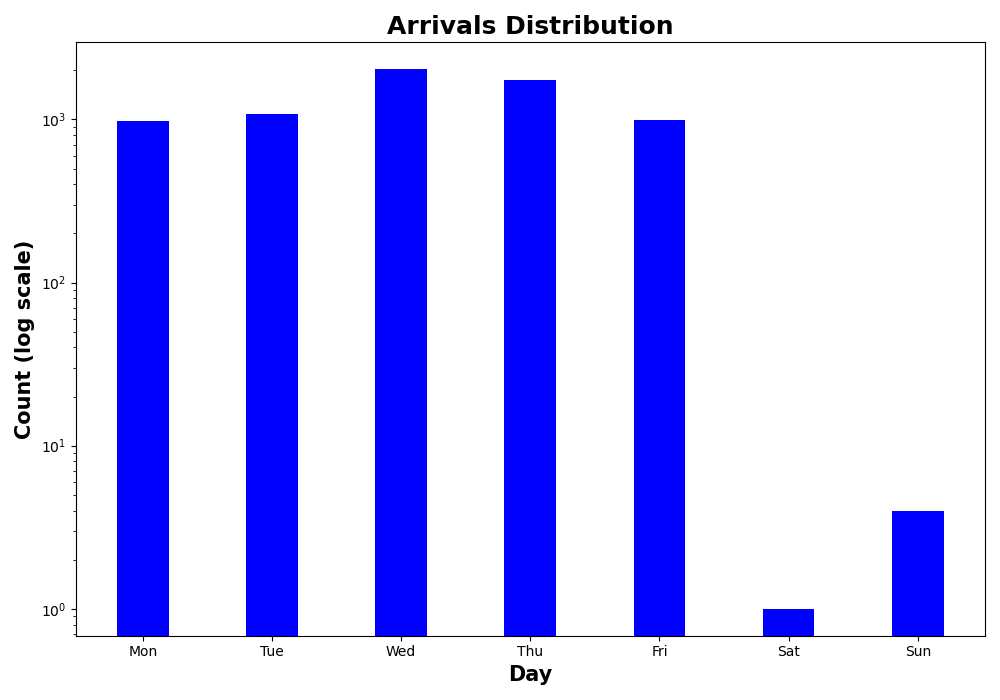 Arrivals Distribution
Count (log scale)
10³
10²
10¹
10⁰
Mon Tue Wed Thu Fri Sat Sun
Day